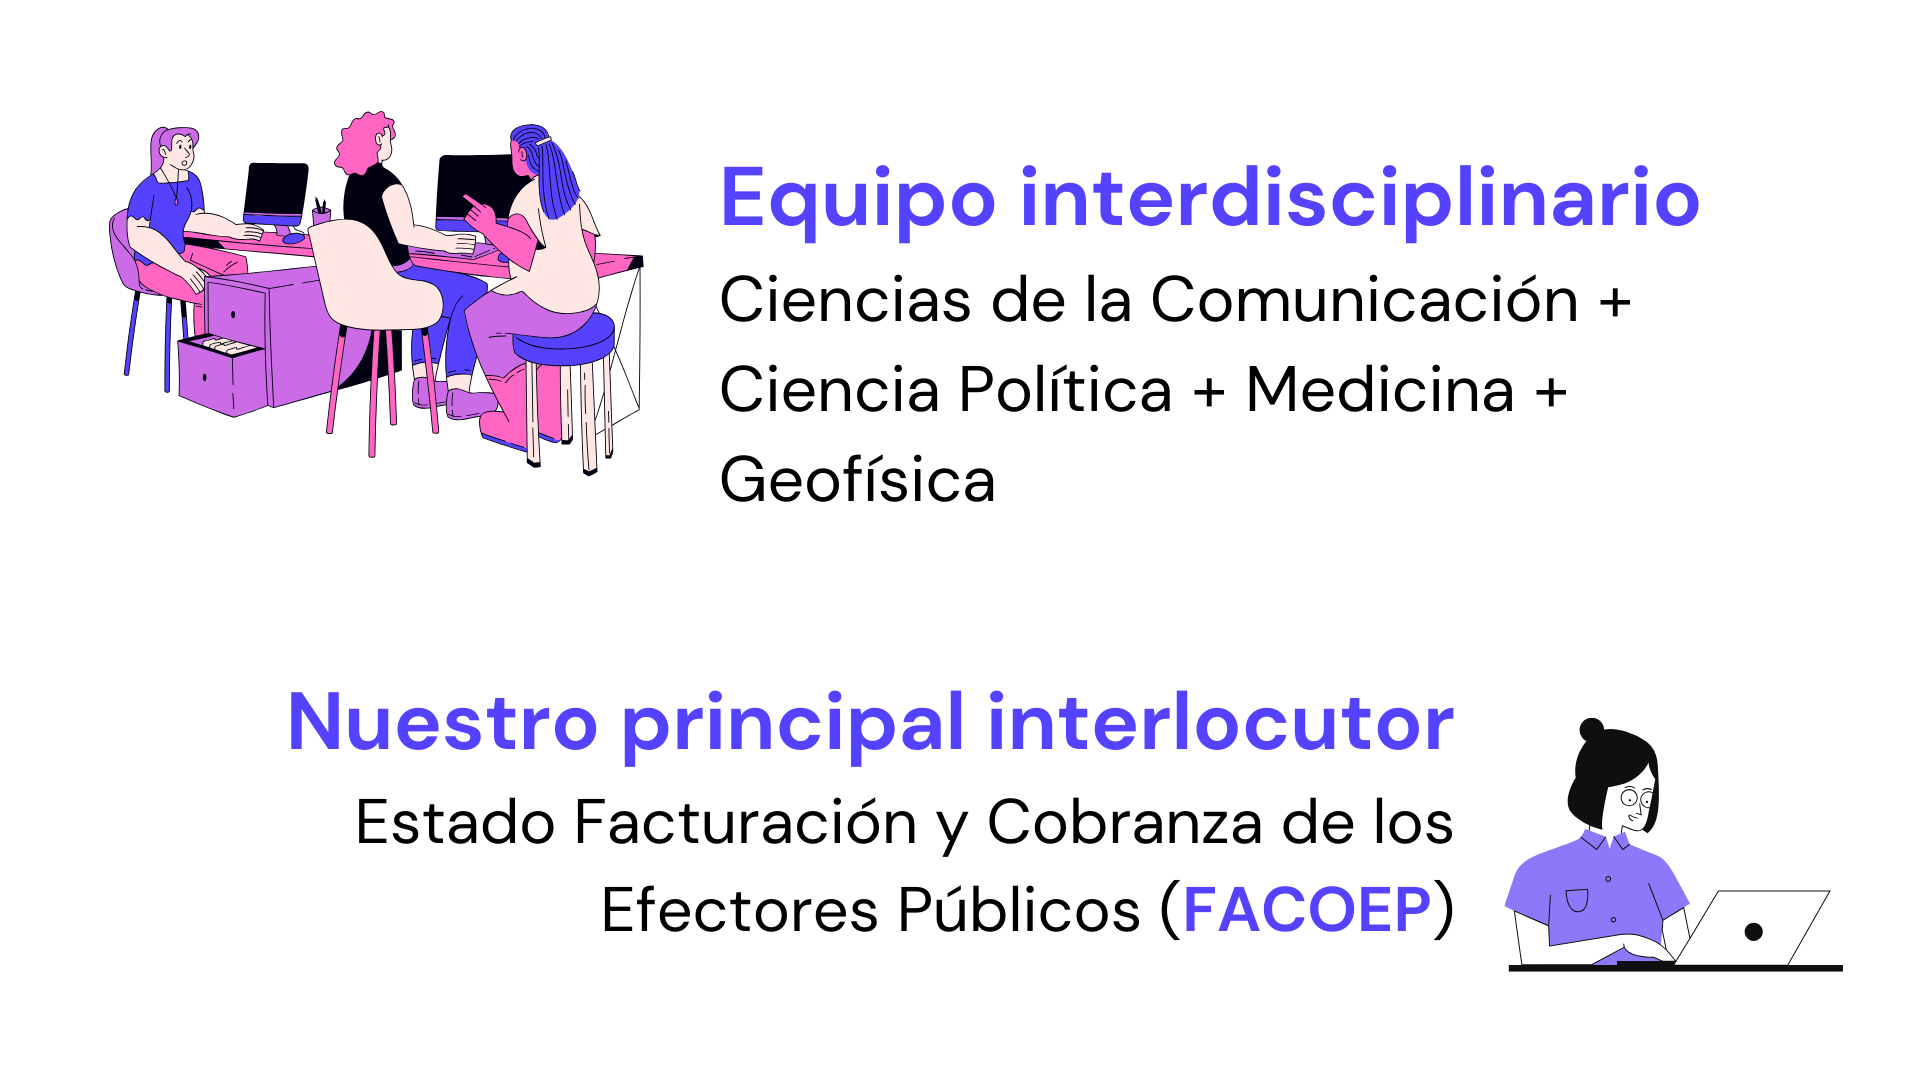 Equipo interdisciplinario
Ciencias de la Comunicación +
Ciencia Política + Medicina +
Geofísica
Nuestro principal interlocutor
Estado Facturación y Cobranza de los
Efectores Públicos (FACOEP)